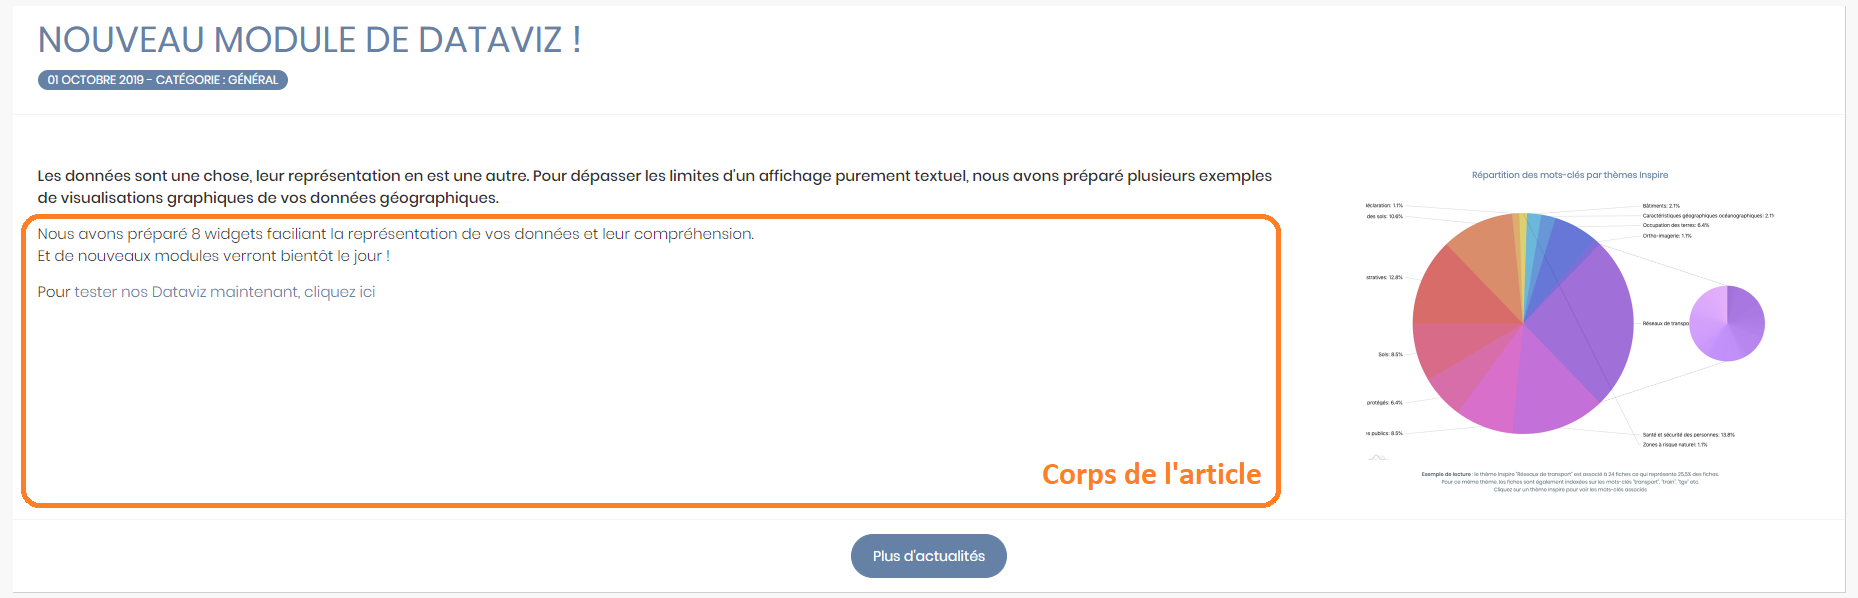 NOUVEAU MODULE DE DATAVIZ !
01 OCTOBRE 2019 - CATÉGORIE : GÉNÉRAL
Les données sont une chose, leur représentation en est une autre. Pour dépasser les limites d'un affichage purement textuel, nous avons préparé plusieurs exemples
de visualisations graphiques de vos données géographiques.
Nous avons préparé 8 widgets faciliant la représentation de vos données et leur compréhension.
Et de nouveaux modules verront bientôt le jour !
Pour tester nos Dataviz maintenant, cliquez ici
Corps de l'article
Répartition des mots-clés par thèmes Inspire
déclaration: 1.1%
des sols: 10.6%
stratives: 12.8%
Sols: 8.5%
protégés: 6.4%
s publics: 8.5%
Bâtiments: 2.1%
Caractéristiques géographiques océanographiques: 2.1%
Occupation des terres: 6.4%
Ortho-imagerie: 1.1%
Réseaux de transpo
Santé et sécurité des personnes: 13.8%
Zones à risque naturel: 1.1%
Exemple de lecture : le thème inspire "Réseaux de transport" est associé à 24 fiches ce qui représente 25,5% des fiches.
Pour ce même thème, les fiches sont également indexées sur les mots-clés "transport", "train", "tgv" etc.
Cliquez sur un thème Inspire pour voir les mots-clés associés
Plus d'actualités